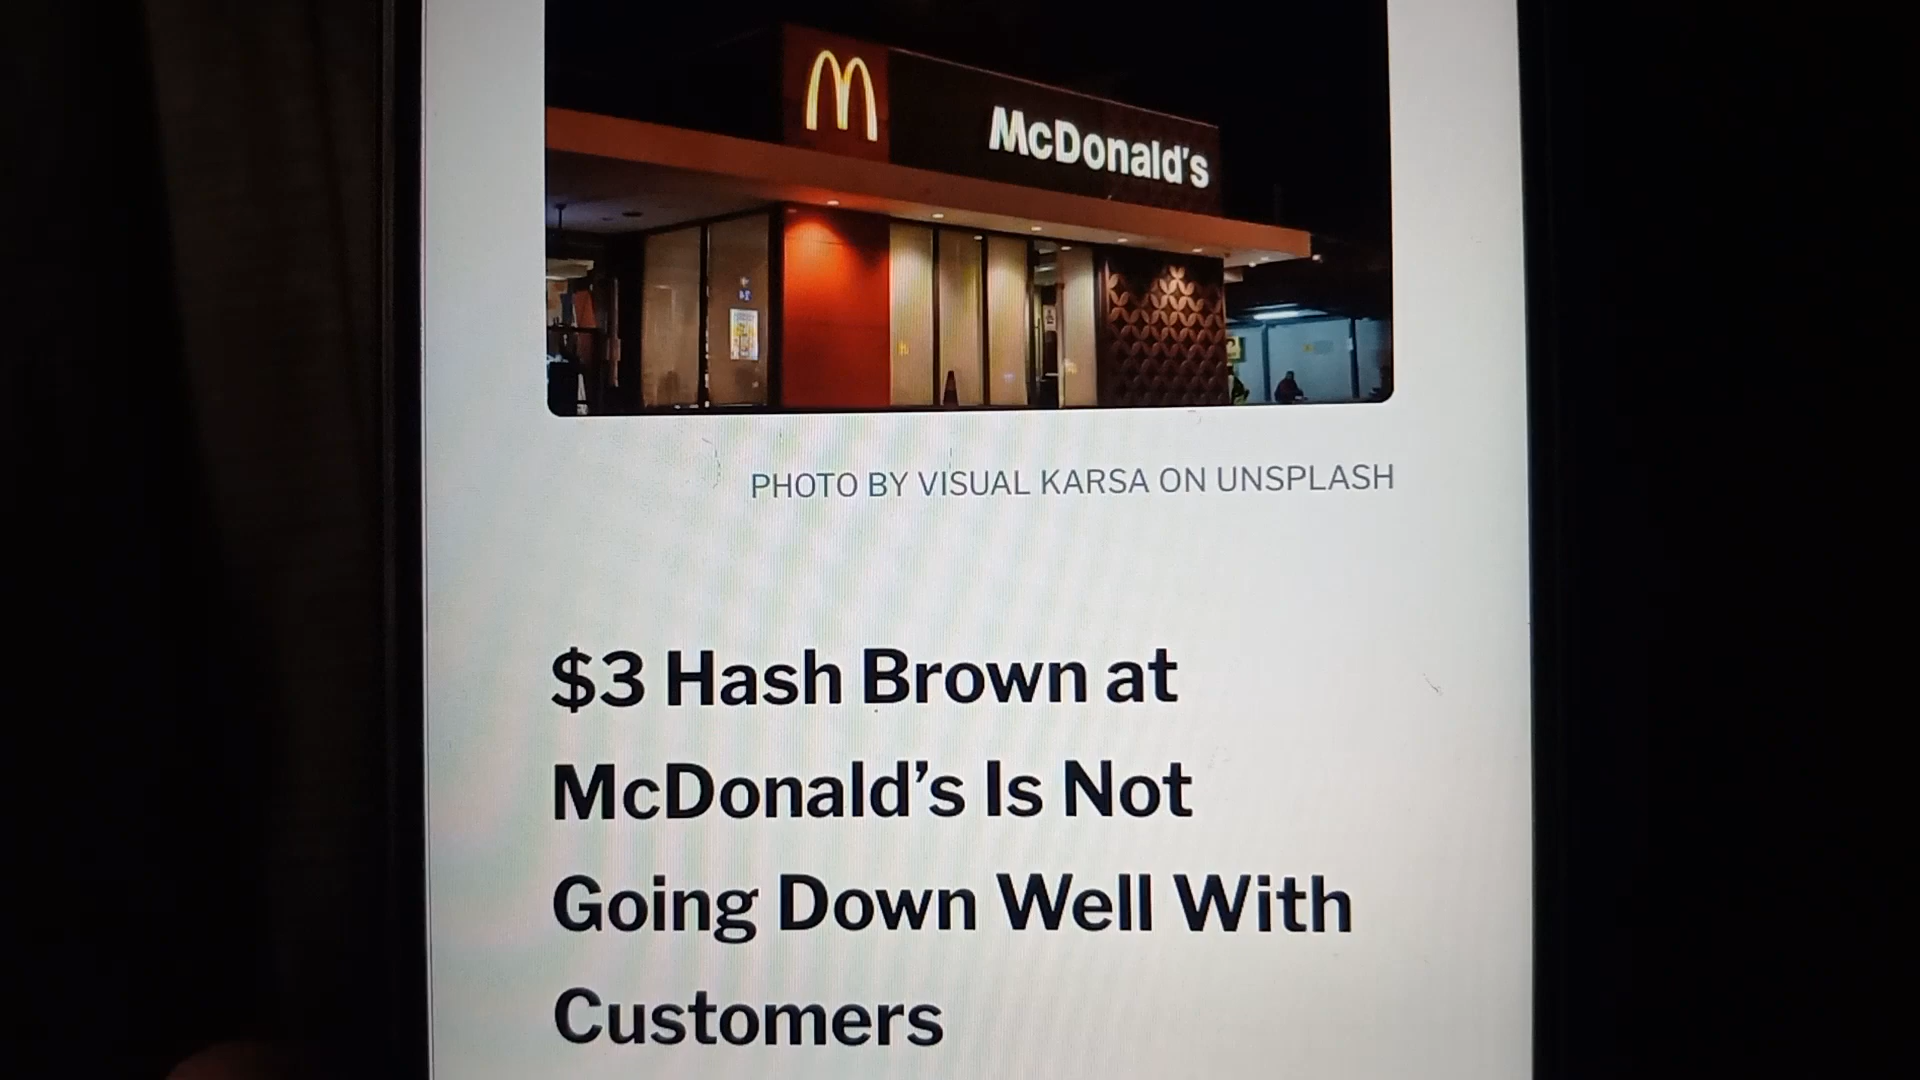 McDonald's
PHOTO BY VISUAL KARSA ON UNSPLASH
$3 Hash Brown at
McDonald’s Is Not
Going Down Well With
Customers